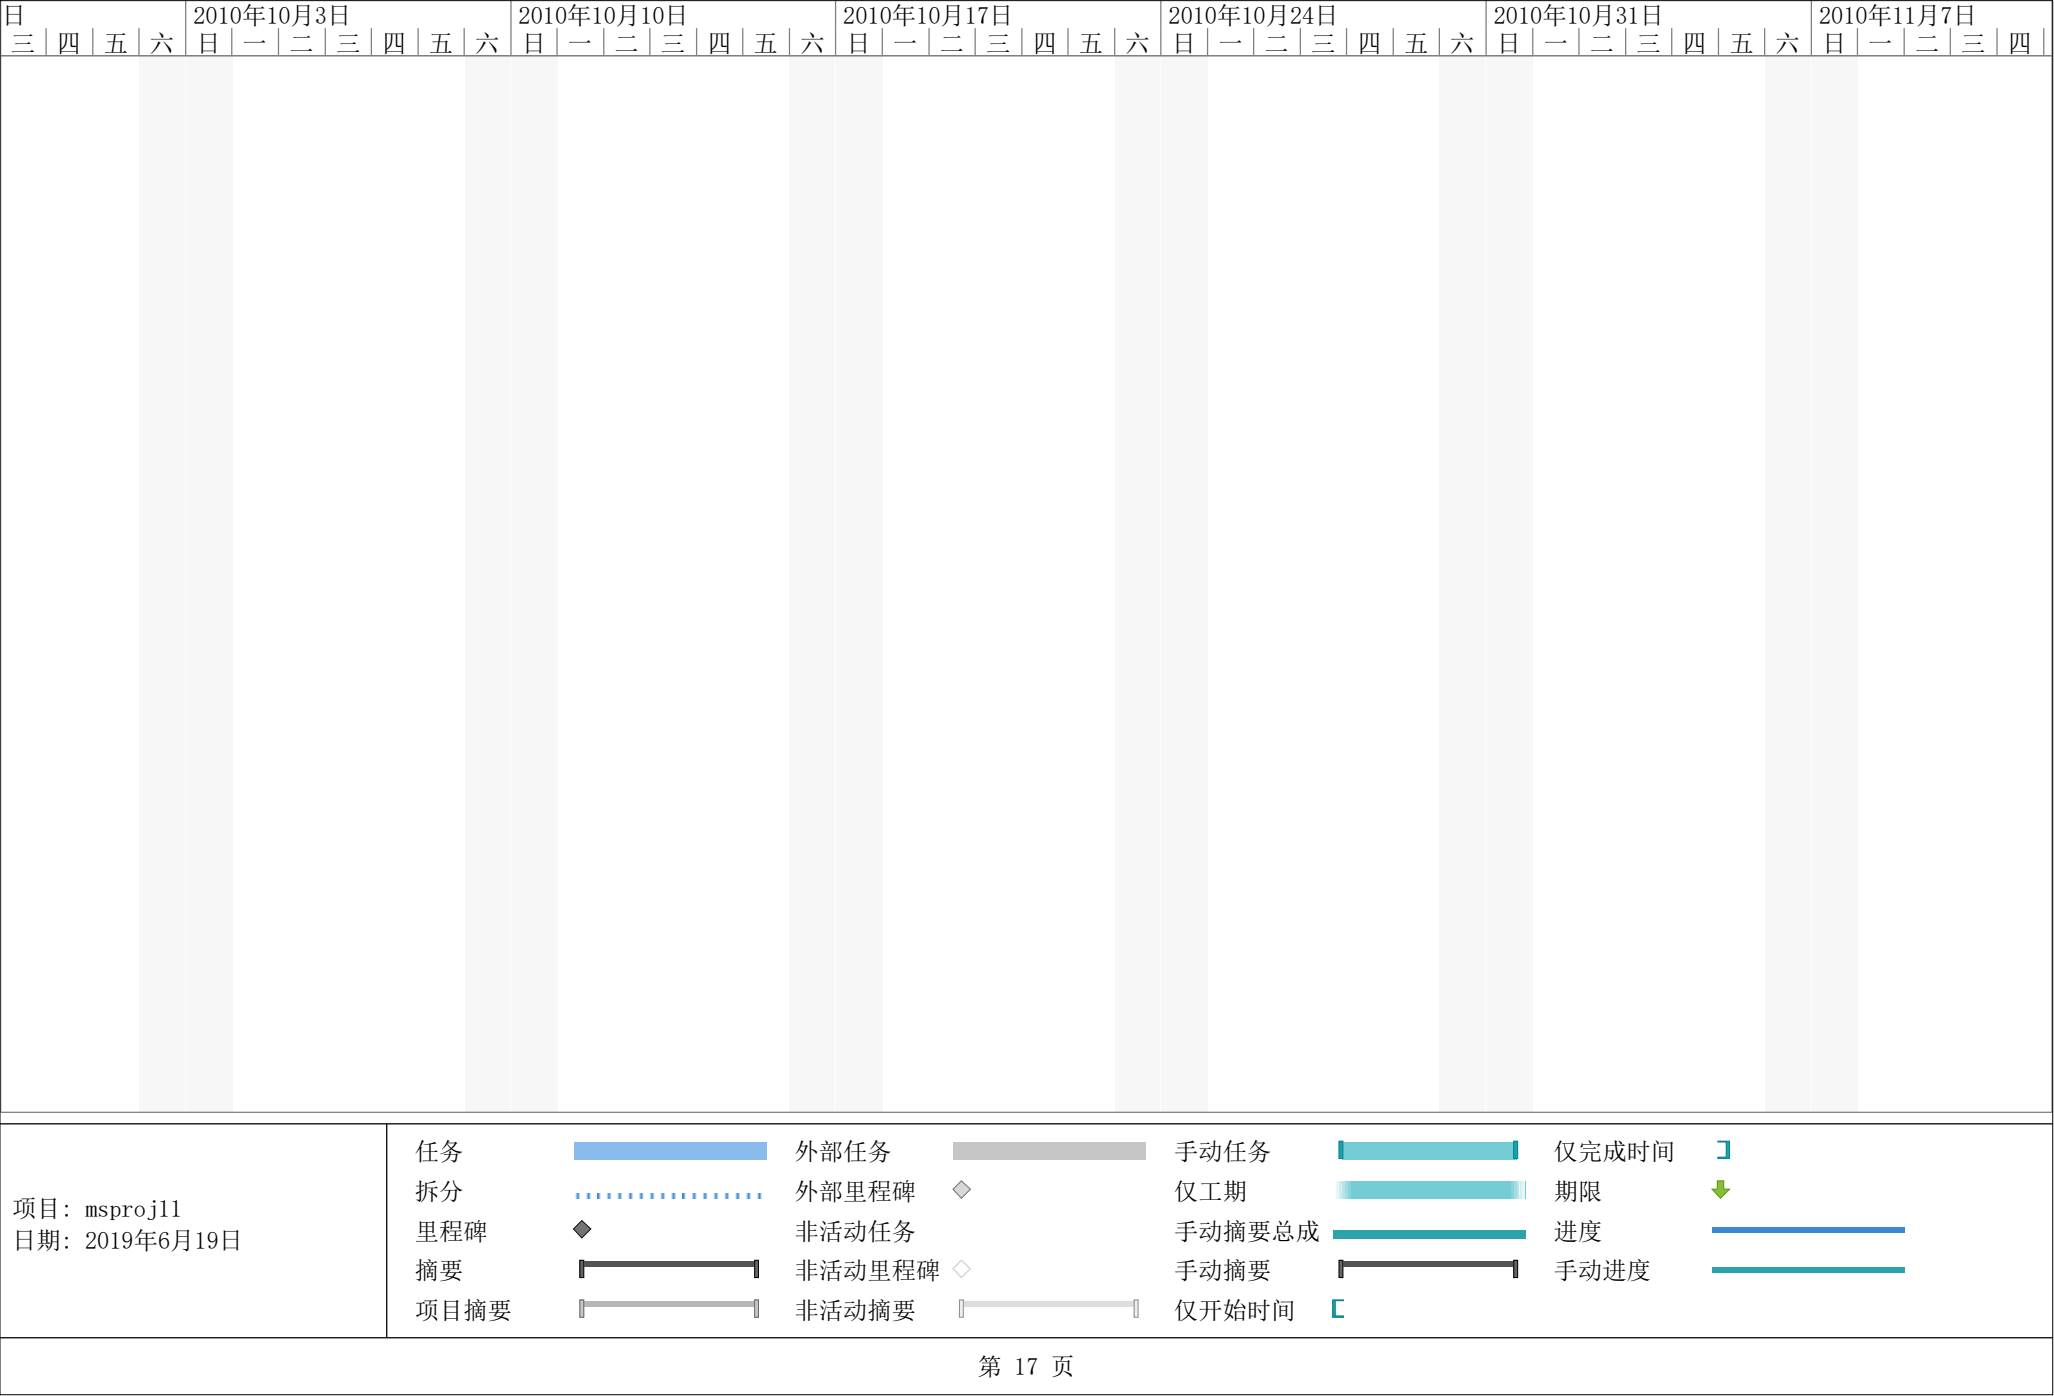 日 2010年10月3日 2010年10月10日 2010年10月17日 2010年10月24日 2010年10月31日 2010年11月7日
三 四 五 六 日 一 二 三 四 五 六 日 一 二 三 四 五 六 日 一 二 三 四 五 六 日 一 二 三 四 五 六 日 一 二 三 四 五 六 日 一 二 三 四
项目: msproj11
日期: 2019年6月19日
任务 外部任务 手动任务 仅完成时间
拆分 外部里程碑 仅工期 期限
里程碑 非活动任务 手动摘要总成 进度
摘要 非活动里程碑 手动摘要 手动进度
项目摘要 非活动摘要 仅开始时间
第 17 页